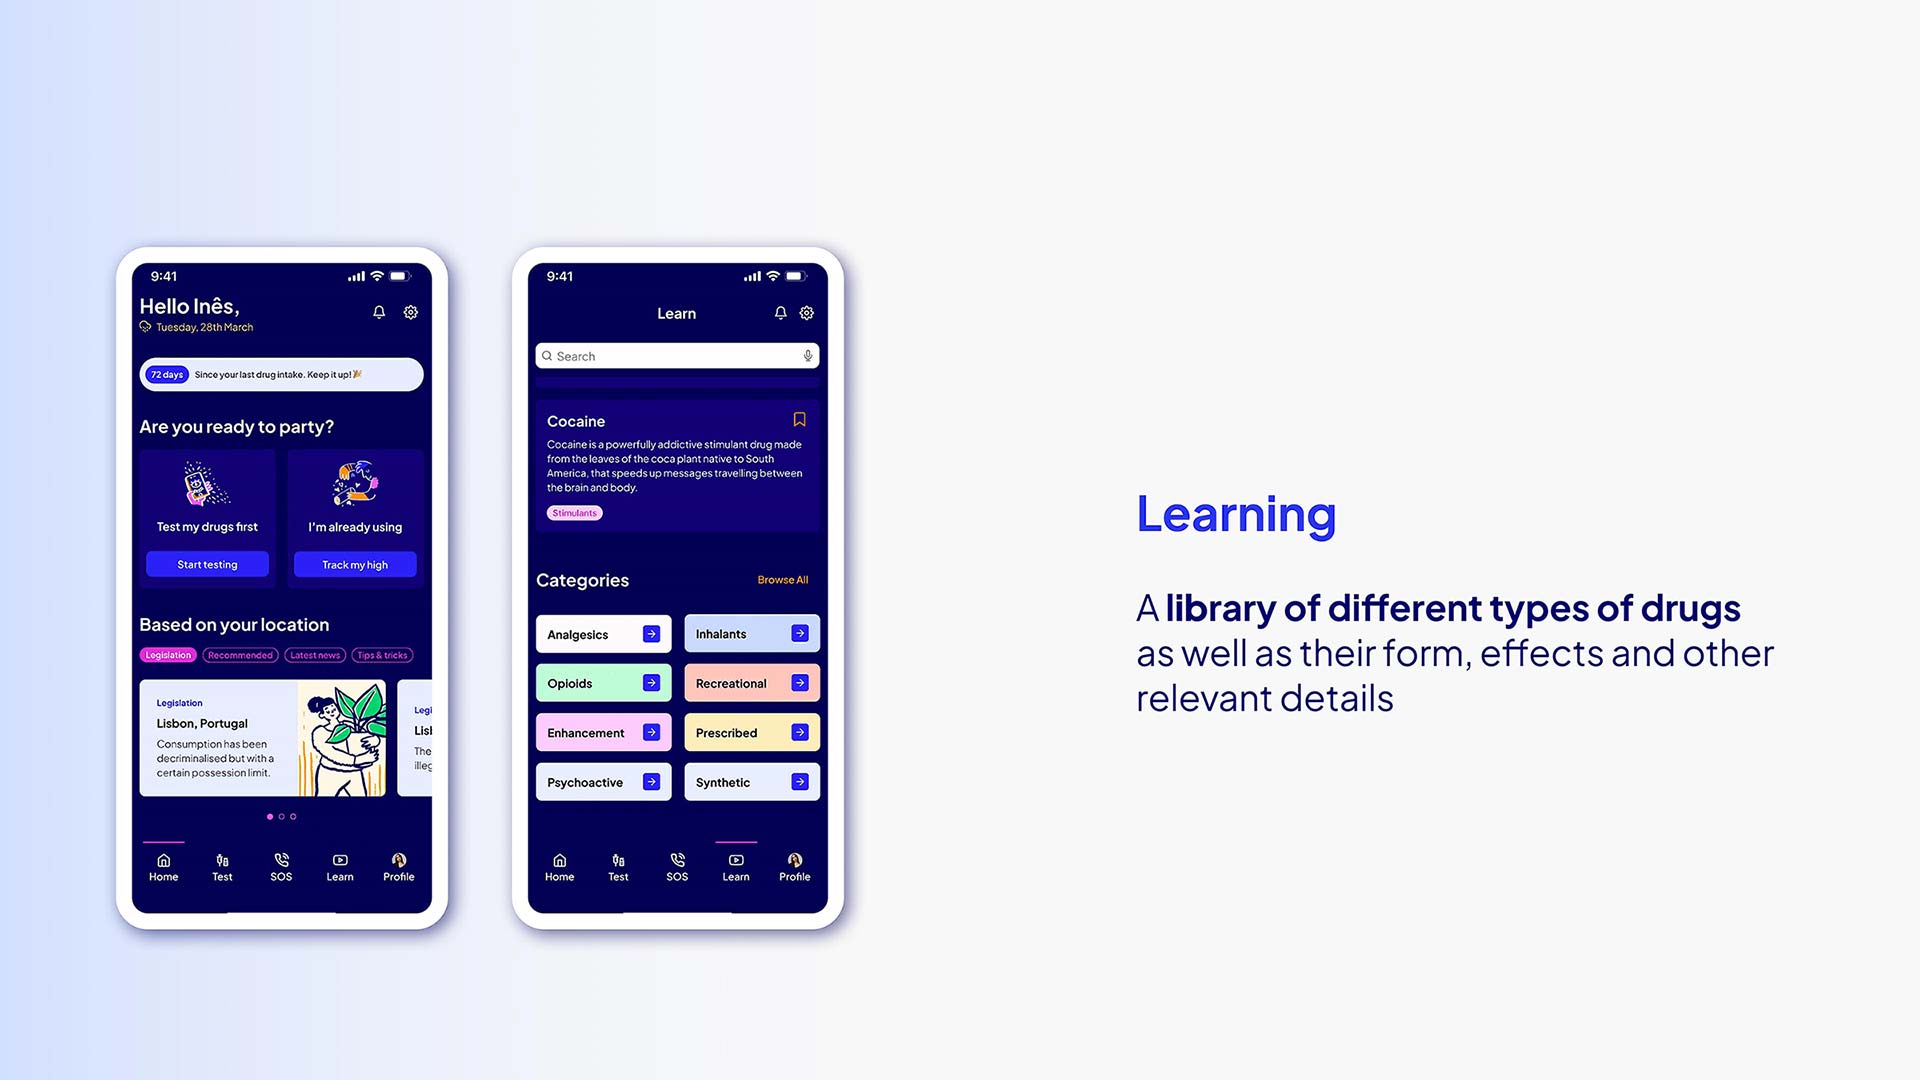 9:41
Hello Inês,
Tuesday, 28th March
72 days Since your last drug intake. Keep it up!🎉
Are you ready to party?
Test my drugs first
Start testing
I'm already using
Track my high
Based on your location
Legislation Recommended Latest news Tips & tricks
Legislation
Lisbon, Portugal
Consumption has been
decriminalised but with a
certain possession limit.
The
Home Test SOS Learn Profile
9:41
Learn
Search
Cocaine
Cocaine is a powerfully addictive stimulant drug made
from the leaves of the coca plant native to South
America, that speeds up messages travelling between
the brain and body.
Stimulants
Categories Browse All
Analgesics Inhalants
Opioids Recreational
Enhancement Prescribed
Psychoactive Synthetic
Home Test SOS Learn Profile
Learning
A library of different types of drugs
as well as their form, effects and other
relevant details